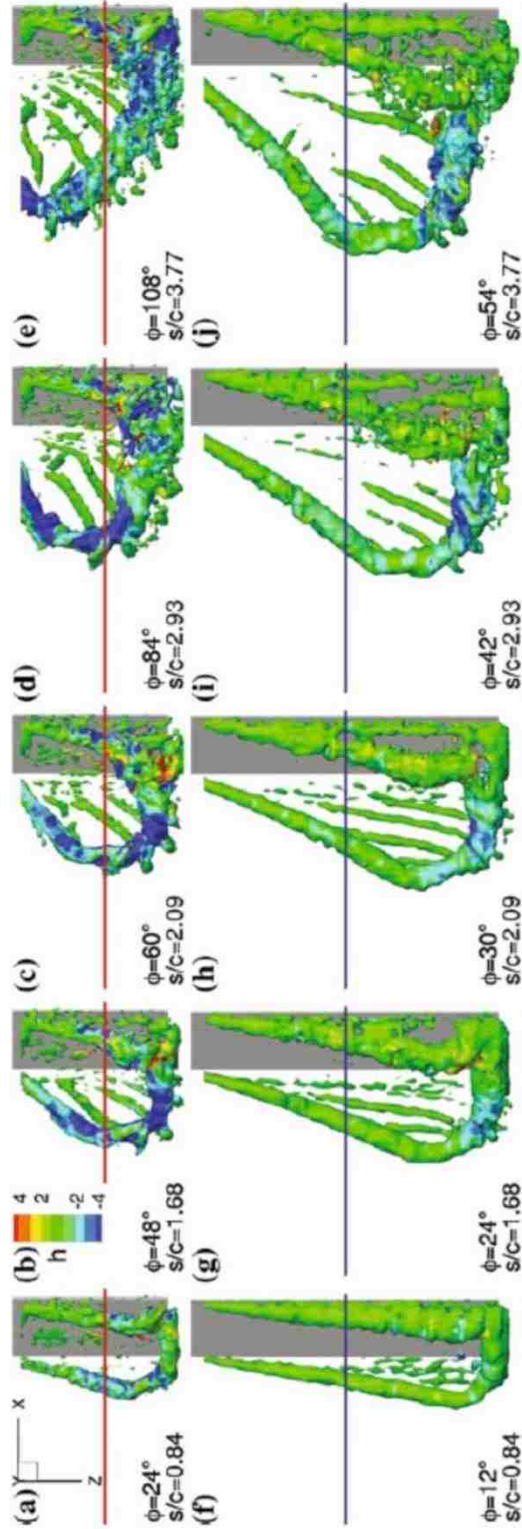 (a)
Y
X
Z
φ=24°
s/c=0.84
(b)
4
2
-2
-4
h
φ=48°
s/c=1.68
(c)
φ=60°
s/c=2.09
(d)
φ=84°
s/c=2.93
(e)
φ=108°
s/c=3.77
(f)
φ=12°
s/c=0.84
(g)
φ=24°
s/c=1.68
(h)
φ=30°
s/c=2.09
(i)
φ=42°
s/c=2.93
(j)
φ=54°
s/c=3.77